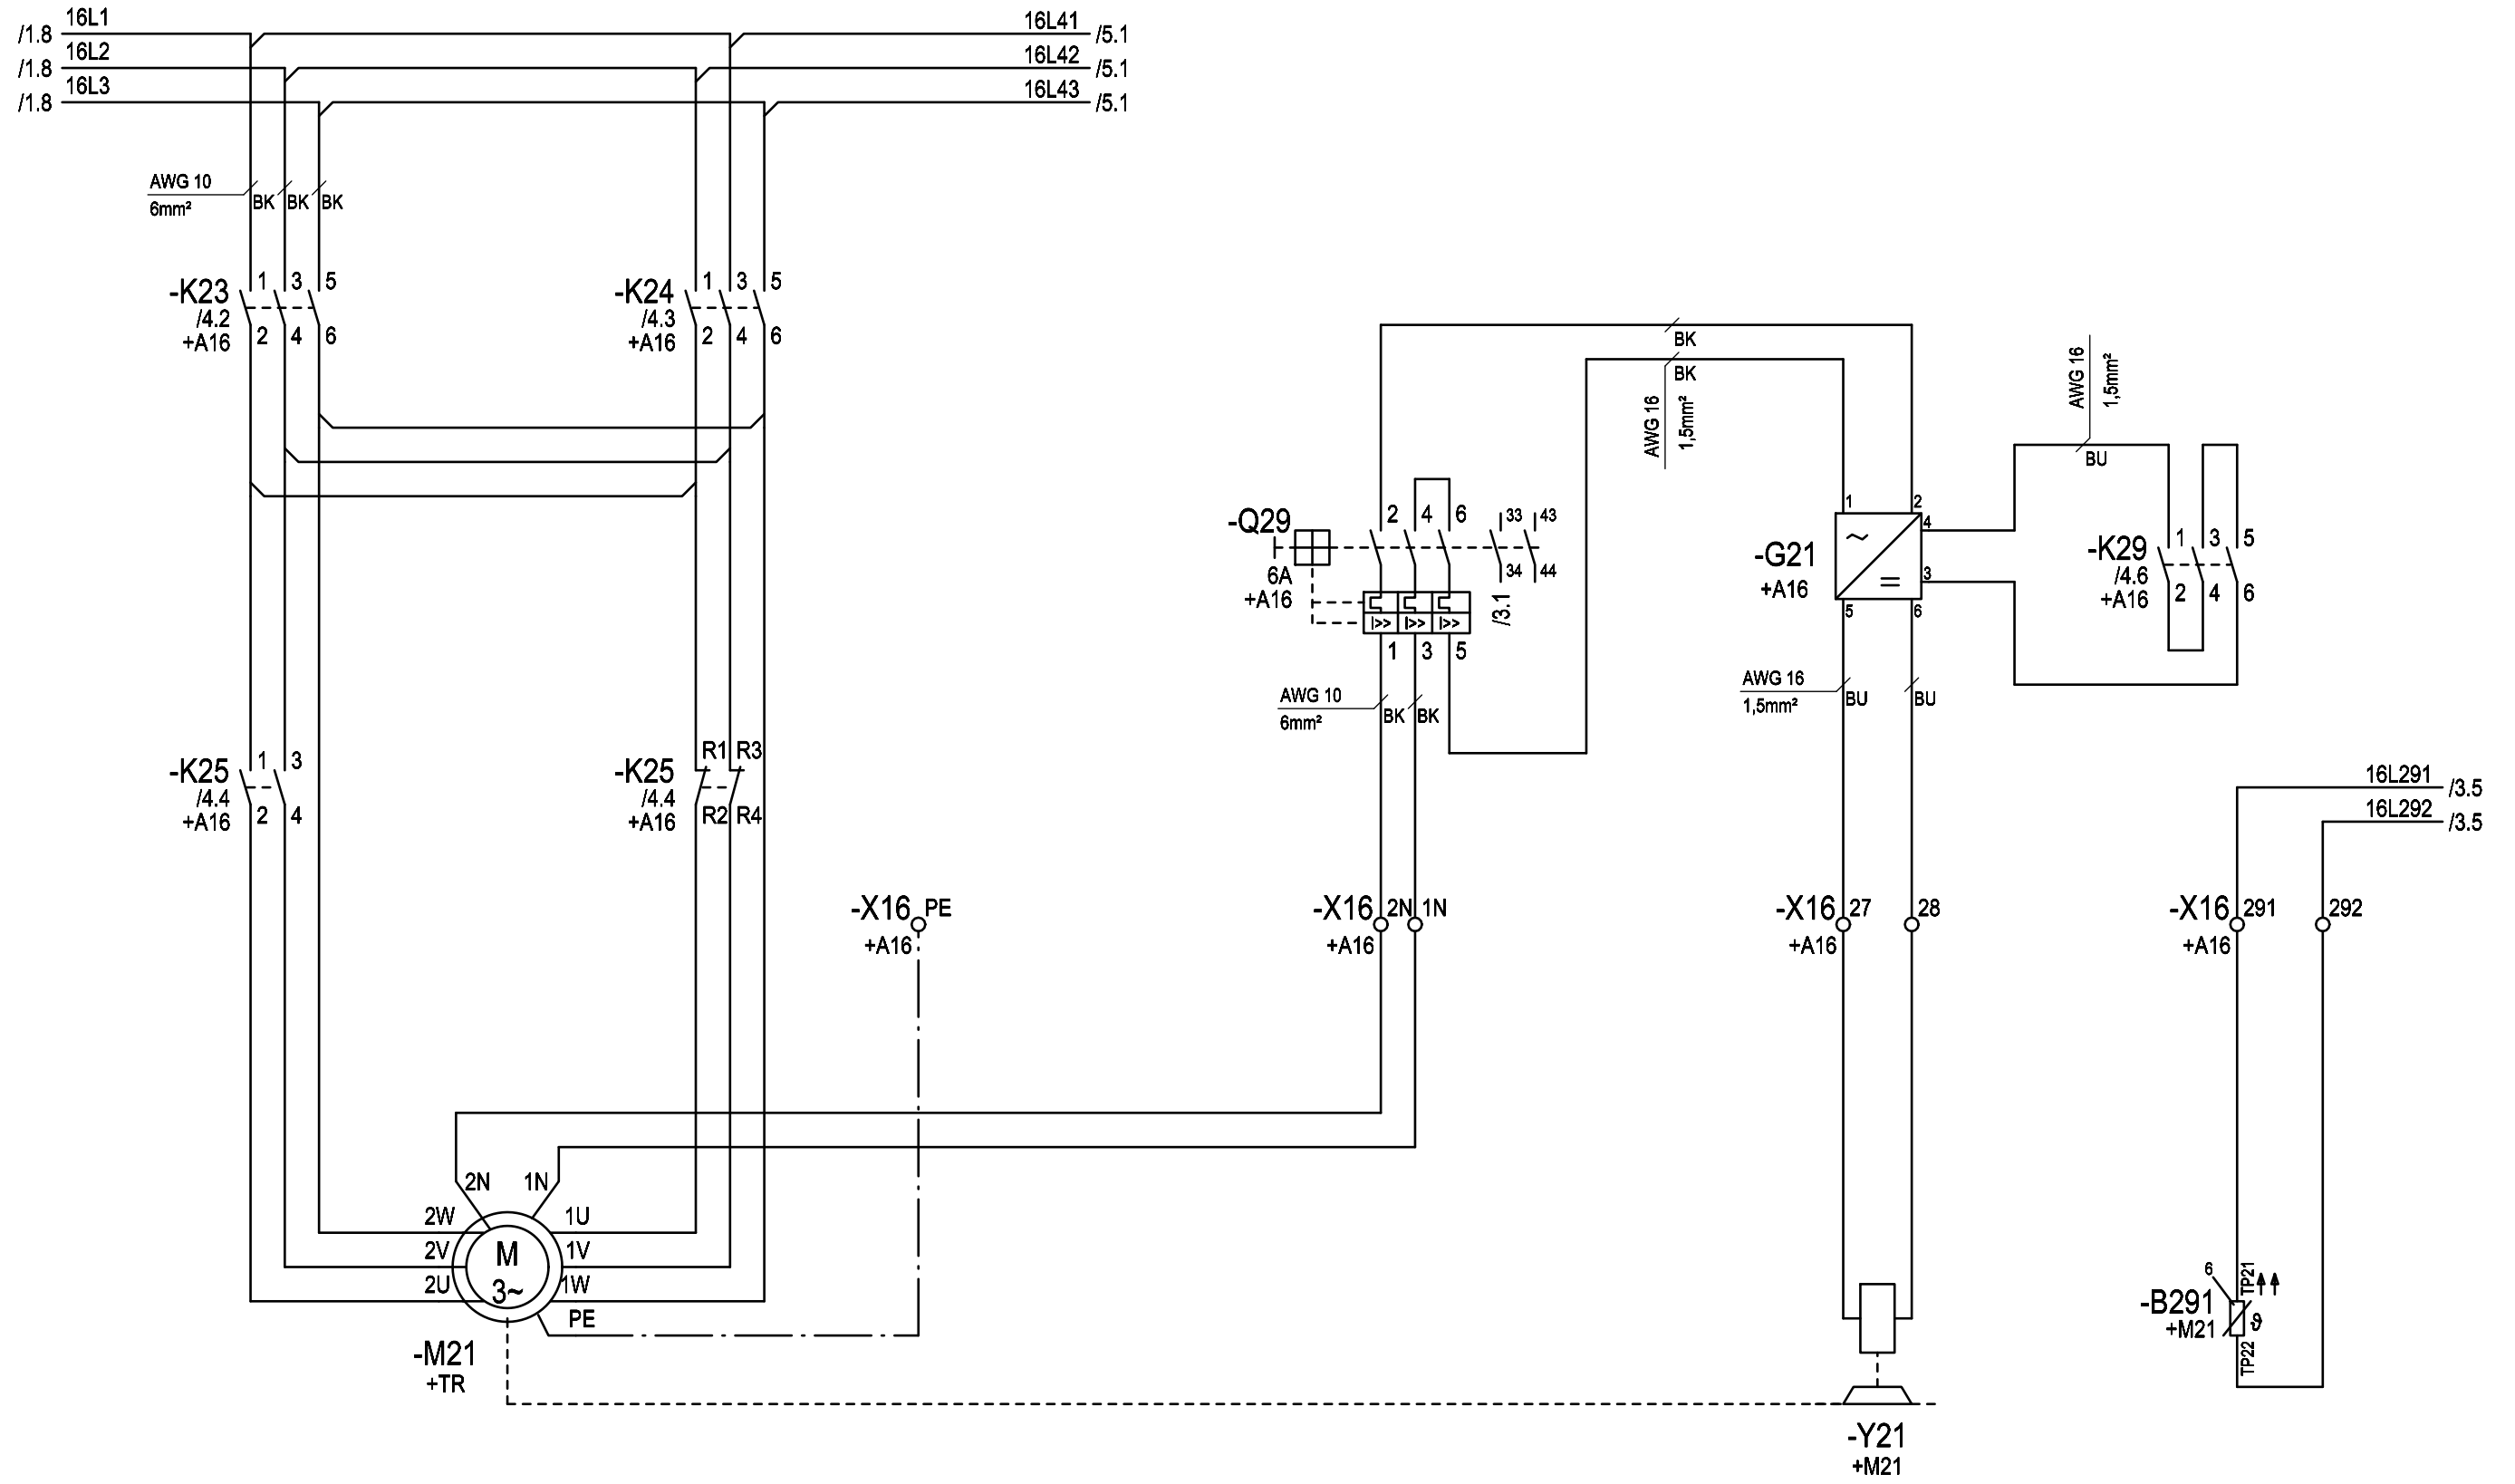 16L1
/1.8
16L2
/1.8
16L3
/1.8
16L41
/5.1
16L42
/5.1
16L43
/5.1
AWG 10
6mm²
BK BK BK
-K23
/4.2
+A16
1 3 5
2 4 6
-K24
/4.3
+A16
1 3 5
2 4 6
BK
BK
AWG 16
1,5mm²
AWG 16
1,5mm²
BU
-Q29
6A
+A16
2 4 6
33 43
34 44
I>> I>> I>>
/3.1
1 3 5
-G21
+A16
1 2
4
~
=
3
5 6
-K29
/4.6
+A16
1 3 5
2 4 6
AWG 10
6mm²
BK BK
AWG 16
1,5mm²
BU BU
-K25
/4.4
+A16
1 3
2 4
-K25
/4.4
+A16
R1 R3
R2 R4
16L291
/3.5
16L292
/3.5
-X16 PE
+A16
-X16 2N 1N
+A16
-X16 27 28
+A16
-X16 291 292
+A16
2N 1N
2W 1U
2V 1V
2U 1W
M
3~
PE
-M21
+TR
6
TP21
-B291
+M21
ϑ
TP22
-Y21
+M21